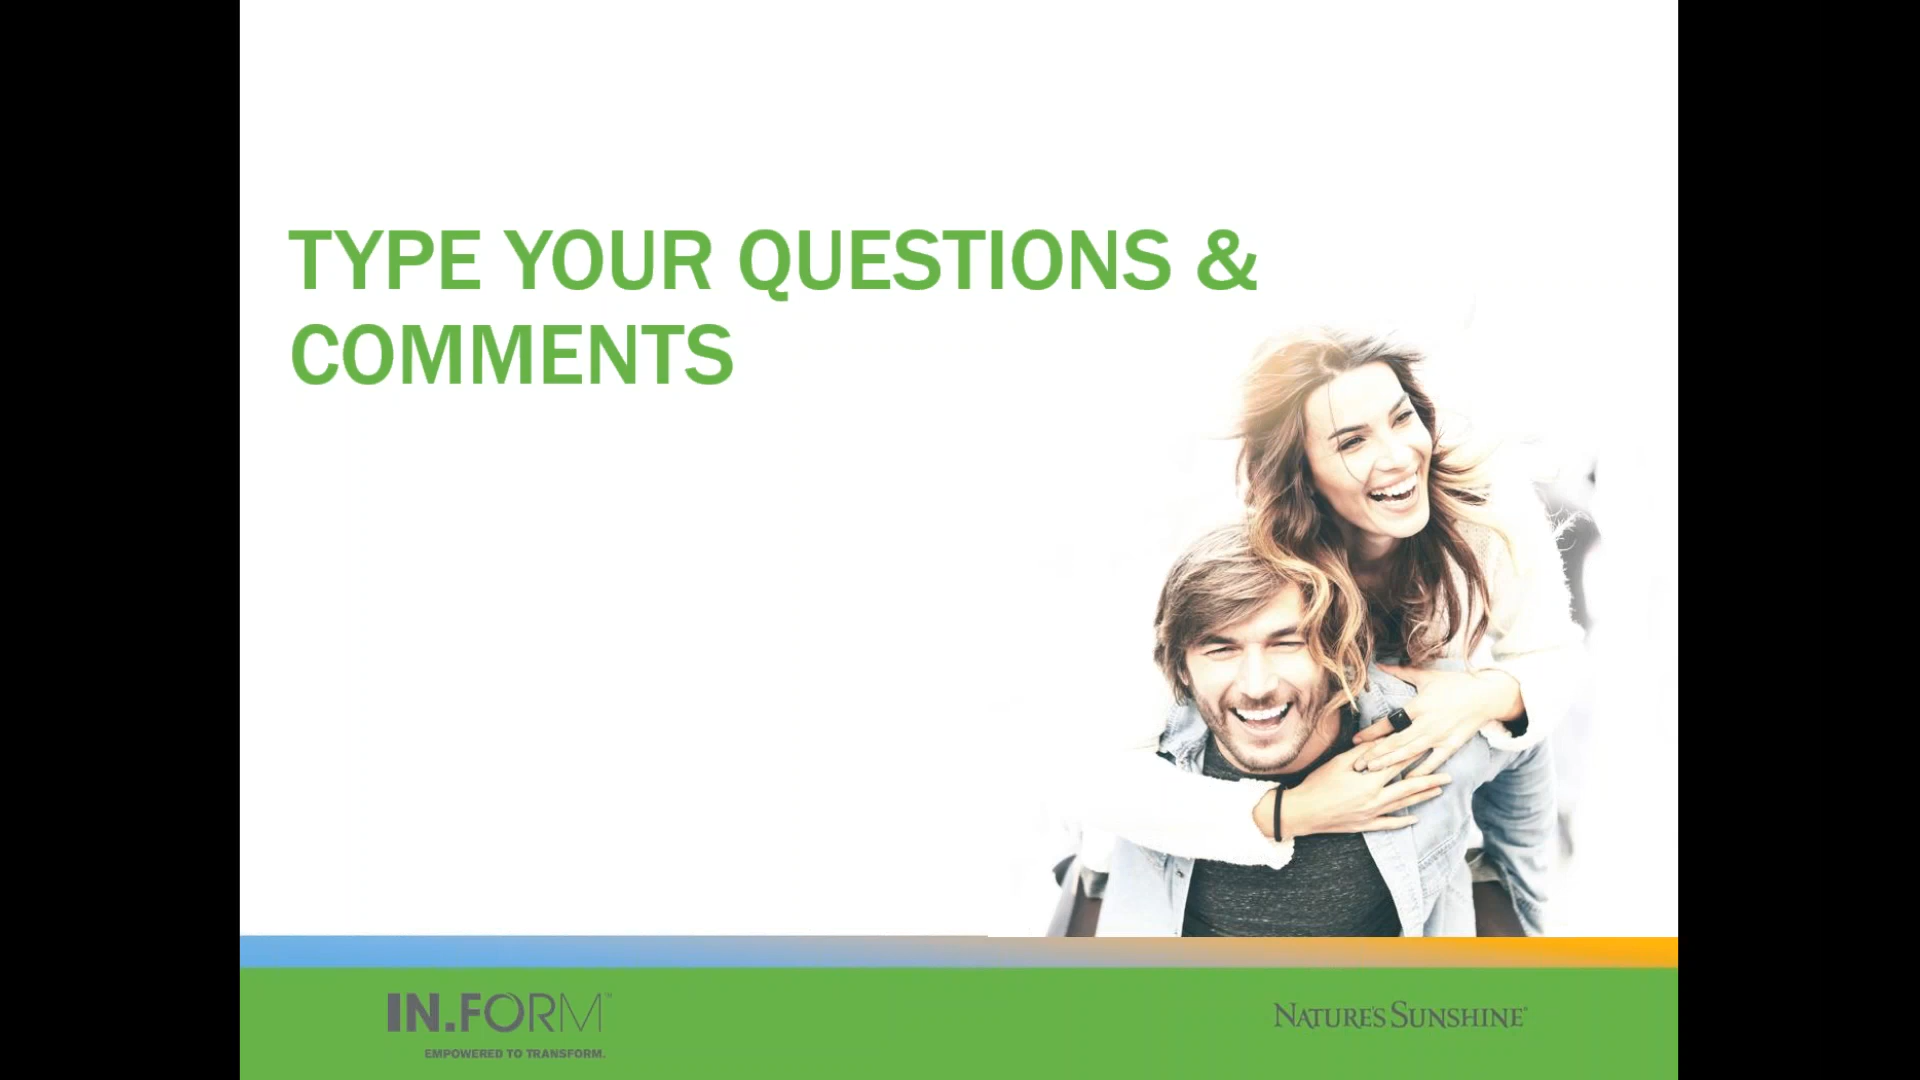 TYPE YOUR QUESTIONS &
COMMENTS
IN.FORM™
EMPOWERED TO TRANSFORM.
NATURE'S SUNSHINE®